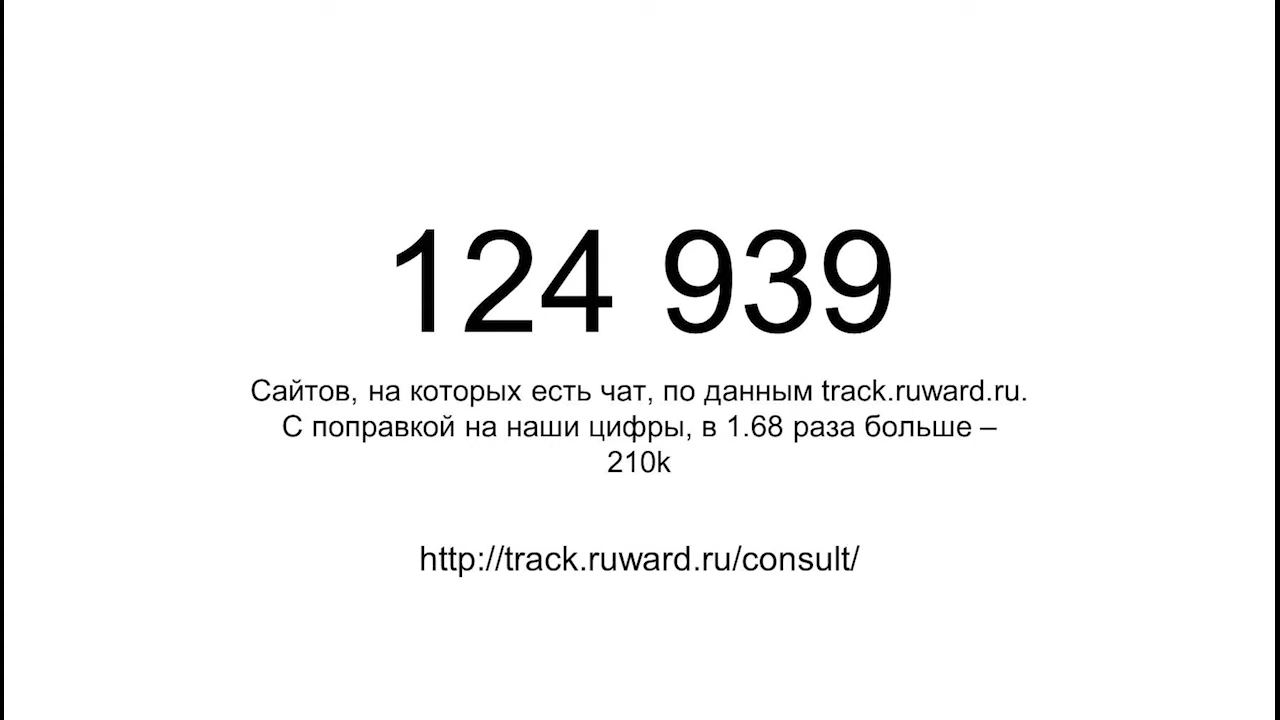 124 939
Сайтов, на которых есть чат, по данным track.ruward.ru.
С поправкой на наши цифры, в 1.68 раза больше –
210k
http://track.ruward.ru/consult/